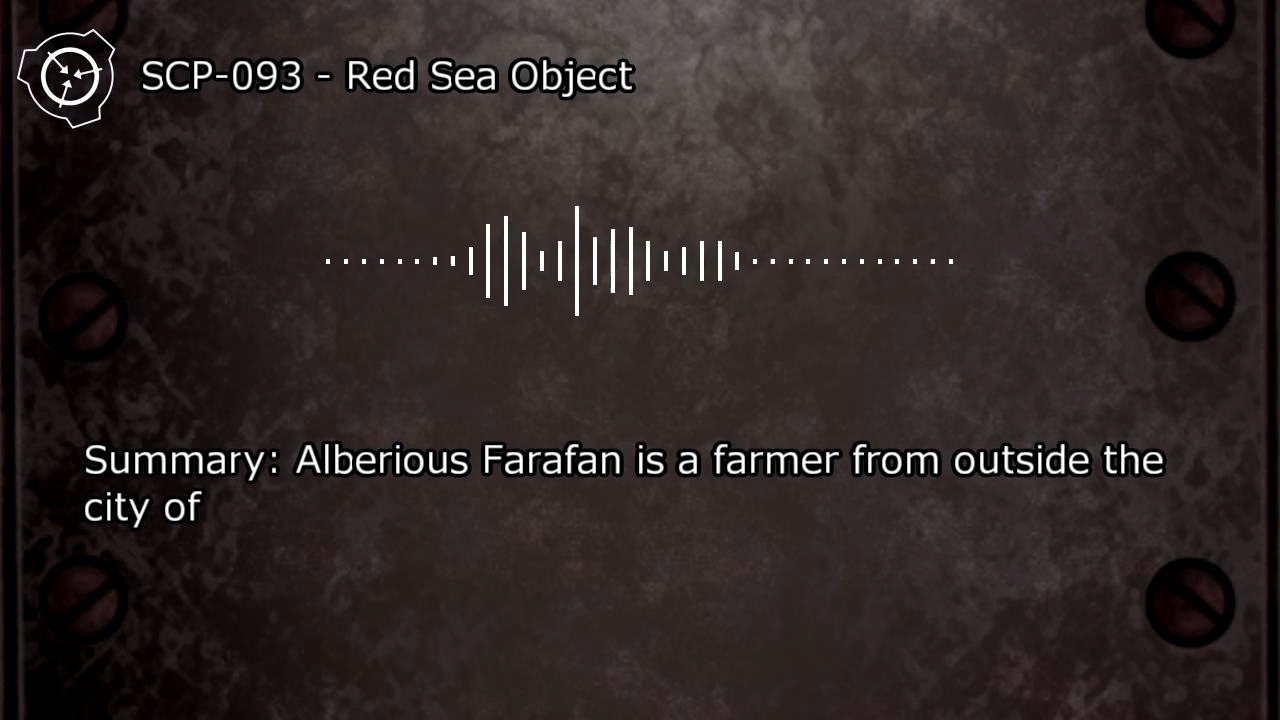 SCP-093 - Red Sea Object
Summary: Alberious Farafan is a farmer from outside the
city of